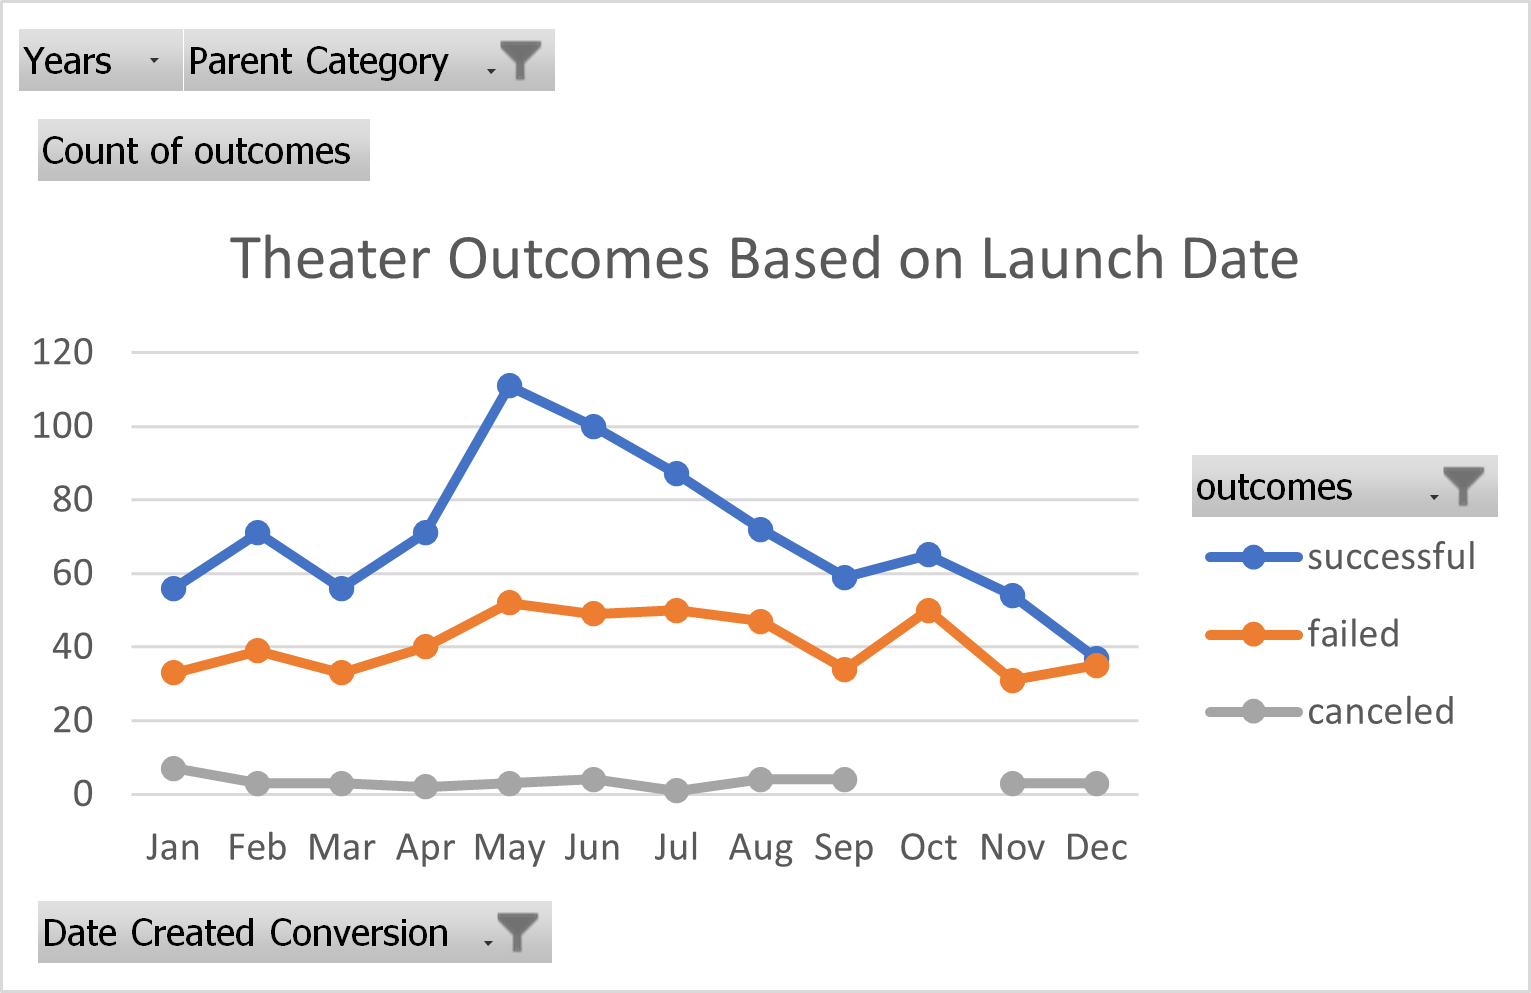 Years Parent Category
Count of outcomes
Theater Outcomes Based on Launch Date
120
100
80
60
40
20
0
Jan Feb Mar Apr May Jun Jul Aug Sep Oct Nov Dec
outcomes
successful
failed
canceled
Date Created Conversion